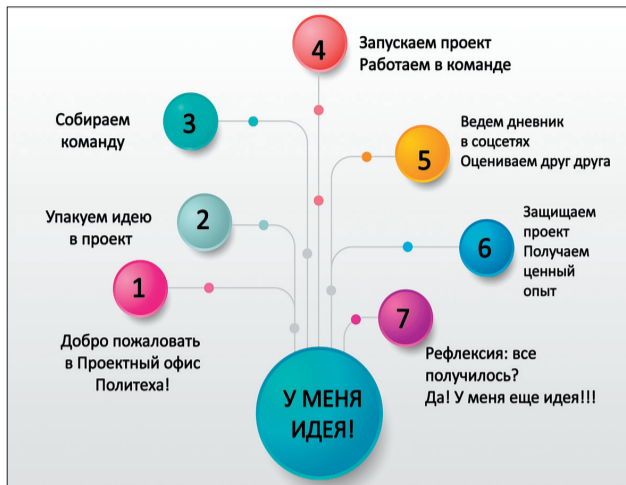 4
Запускаем проект
Работаем в команде
3
Собираем
команду
5
Ведем дневник
в соцсетях
Оцениваем друг друга
2
Упакуем идею
в проект
6
Защищаем
проект
Получаем
ценный
опыт
1
Добро пожаловать
в Проектный офис
Политеха!
7
Рефлексия: все
получилось?
Да! У меня еще идея!!!
У МЕНЯ
ИДЕЯ!